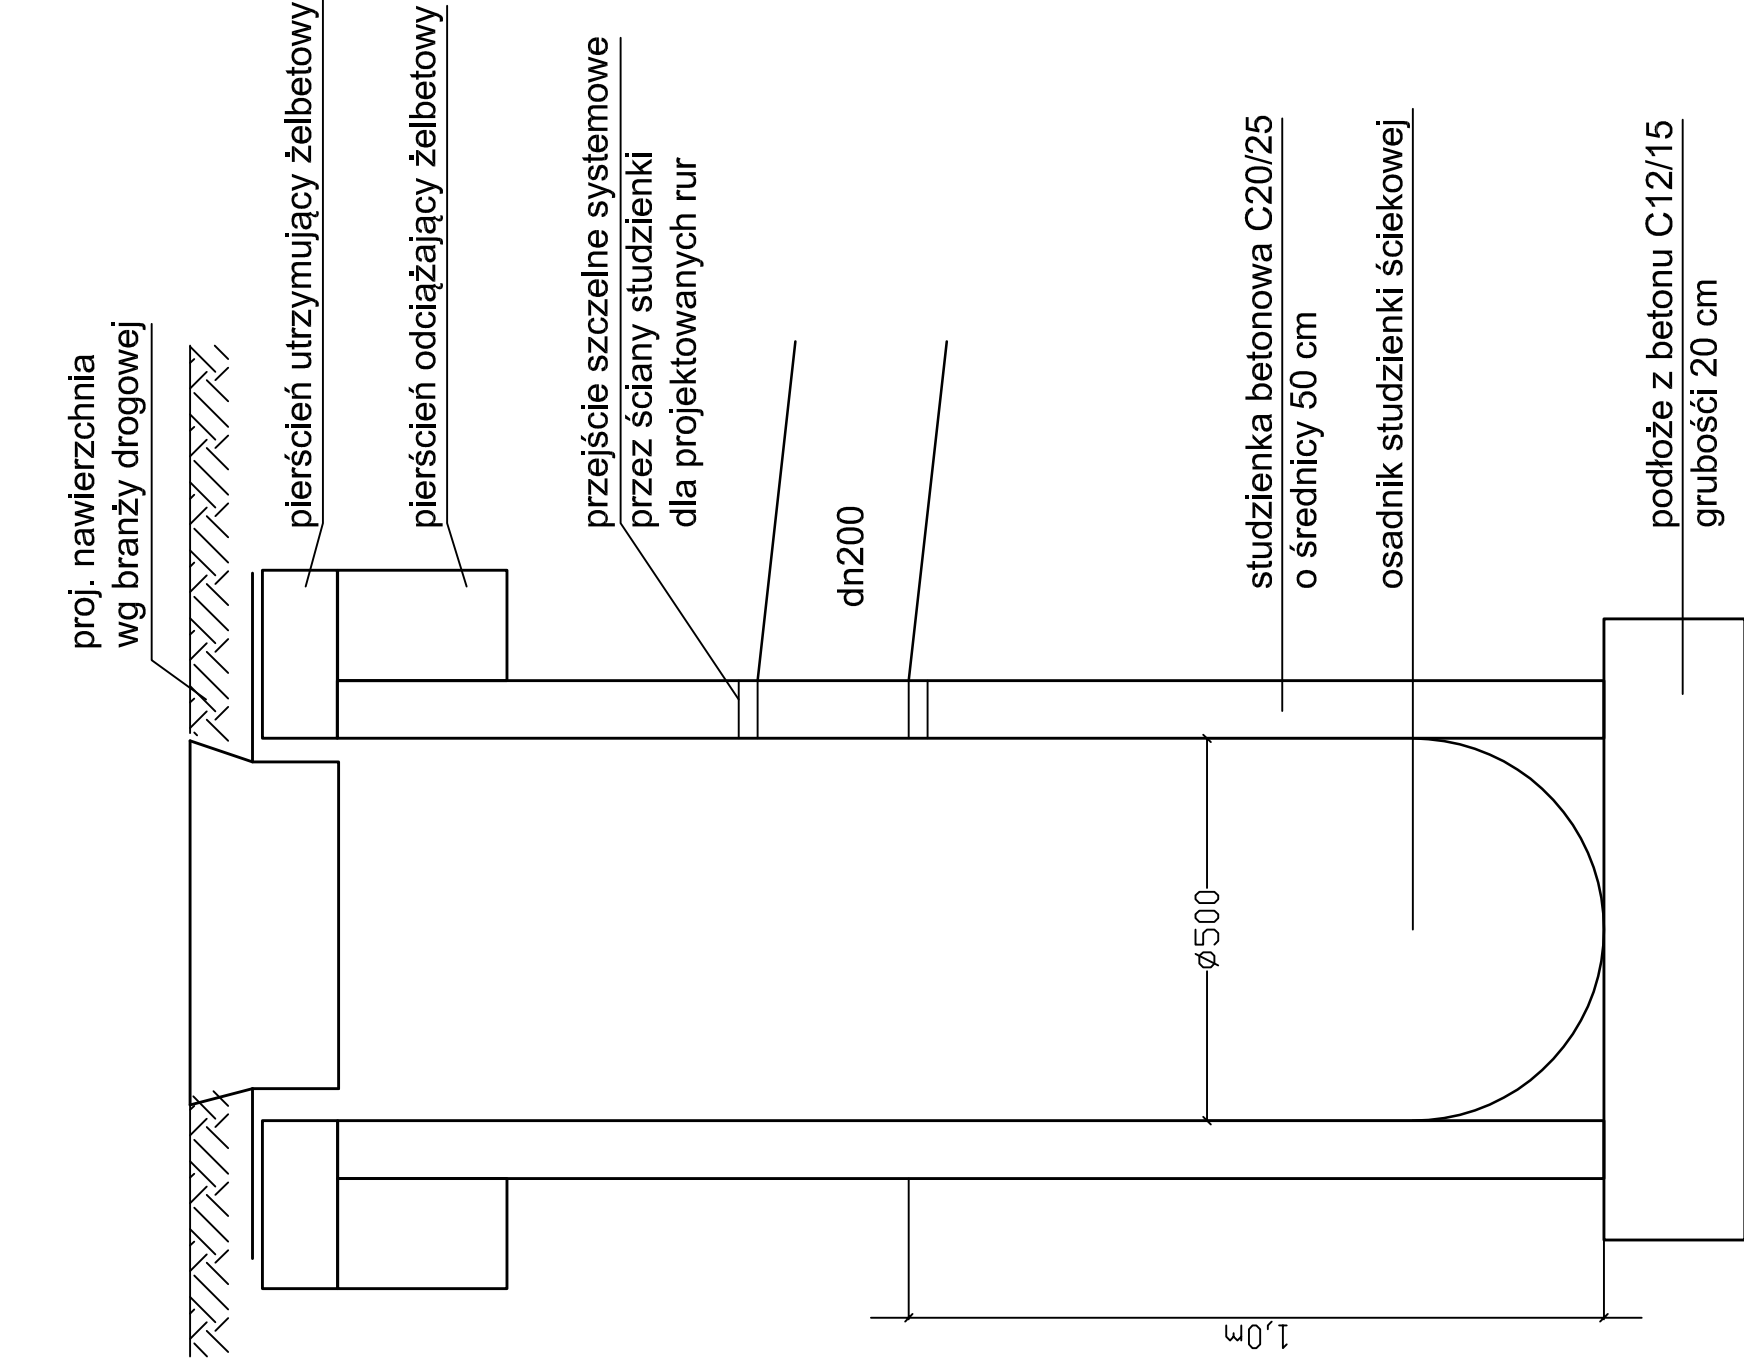 proj. nawierzchnia
wg branży drogowej
pierścień utrzymujący żelbetowy
pierścień odciążający żelbetowy
przejście szczelne systemowe
przez ściany studzienki
dla projektowanych rur
dn200
studzienka betonowa C20/25
o średnicy 50 cm
osadnik studzienki ściekowej
podłoże z betonu C12/15
grubośći 20 cm
ø500
1,0m